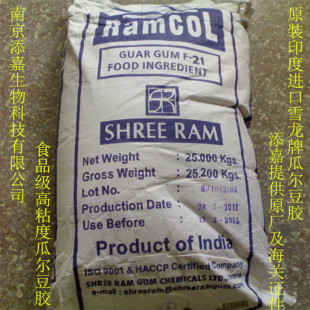 南京添嘉生物科技有限公司
食品级高粘度瓜尔豆胶
RamCOL
GUAR GUM F-21
FOOD INGREDIENT
SHREE RAM
Net Weight : 25.000 Kgs.
Gross Weight : 25.200 Kgs.
Lot No. :
Production Date :
Use Before :
Product of India
ISO 9001 & HACCP Certified Company
SHREE RAM GUM CHEMICALS LTD.
e-mail : shreeram@shreeramgum.com
原装印度进口雪龙牌瓜尔豆胶
添嘉提供原厂及海关证件